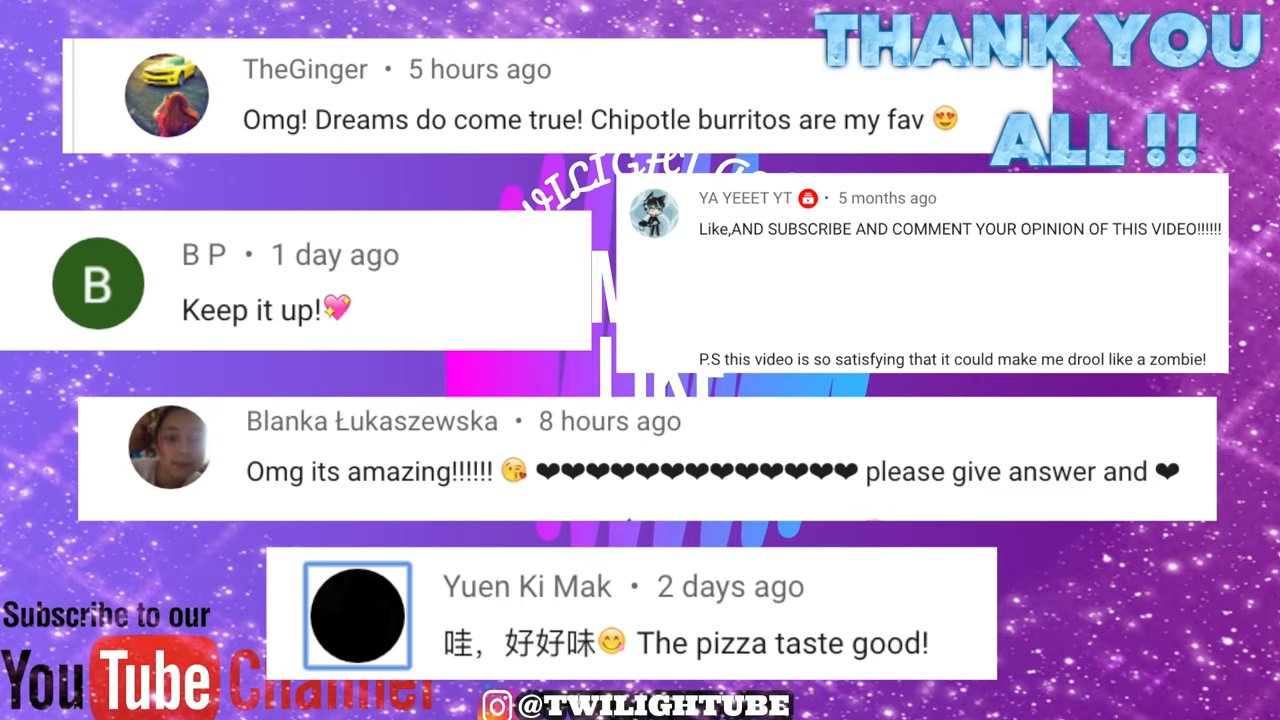 THANK YOU
ALL !!
TheGinger • 5 hours ago
Omg! Dreams do come true! Chipotle burritos are my fav 😍
YA YEEET YT • 5 months ago
Like,AND SUBSCRIBE AND COMMENT YOUR OPINION OF THIS VIDEO!!!!!!
P.S this video is so satisfying that it could make me drool like a zombie!
B
B P • 1 day ago
Keep it up!💖
LIKE
Blanka Łukaszewska • 8 hours ago
Omg its amazing!!!!!! 😘 ❤❤❤❤❤❤❤❤❤❤❤❤❤ please give answer and ❤
Yuen Ki Mak • 2 days ago
哇，好好味😋 The pizza taste good!
Subscribe to our
YouTube Channel
@TWILIGHTUBE